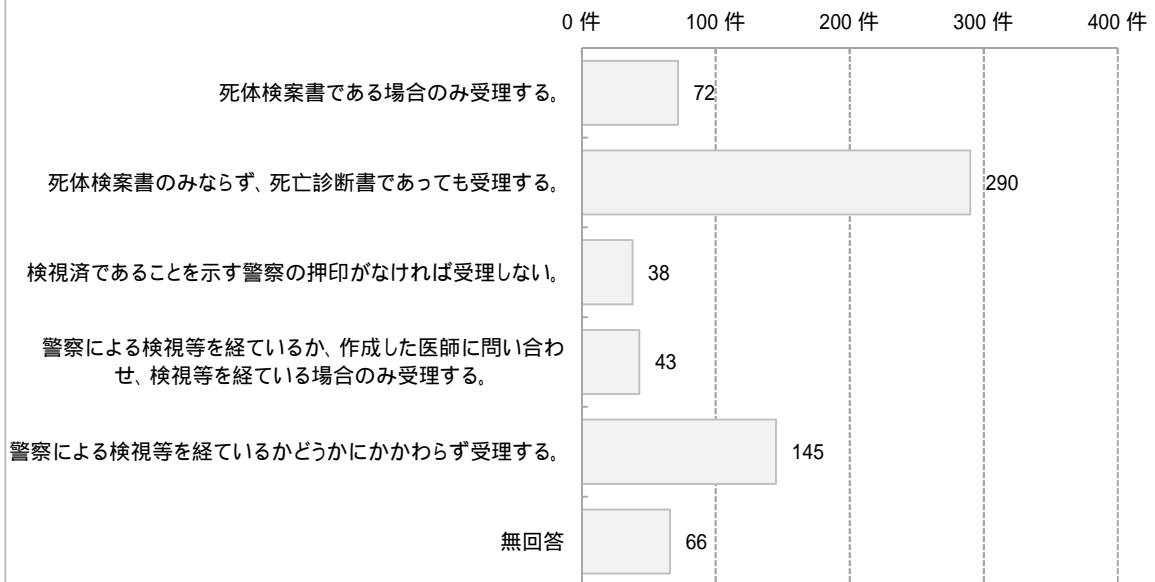 0 件 100 件 200 件 300 件 400 件
死体検案書である場合のみ受理する。 72
死体検案書のみならず、死亡診断書であっても受理する。 290
検視済であることを示す警察の押印がなければ受理しない。 38
警察による検視等を経ているか、作成した医師に問い合わ
せ、検視等を経ている場合のみ受理する。 43
警察による検視等を経ているかどうかにかかわらず受理する。 145
無回答 66